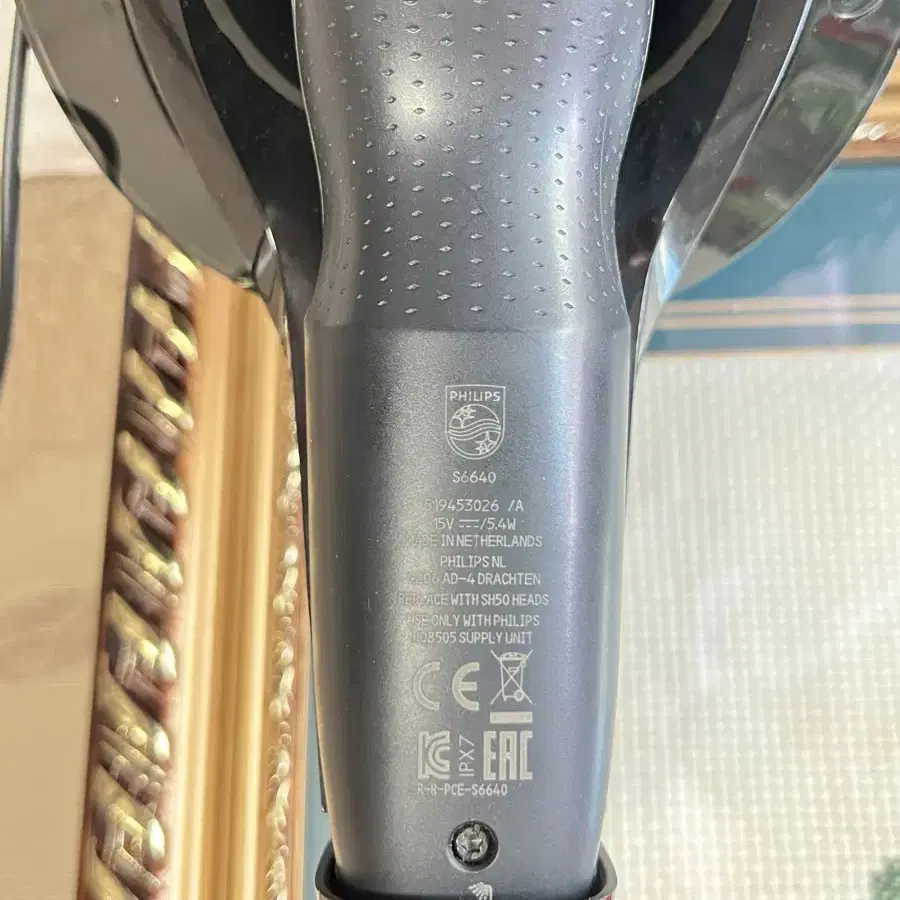 PHILIPS
S6640
519453026 /A
15V ⎓/5.4W
MADE IN NETHERLANDS
PHILIPS NL
AD-4 DRACHTEN
REPLACE WITH SH50 HEADS
USE ONLY WITH PHILIPS
HQ8505 SUPPLY UNIT
CE
KC IPX7 EAC
R-R-PCE-S6640